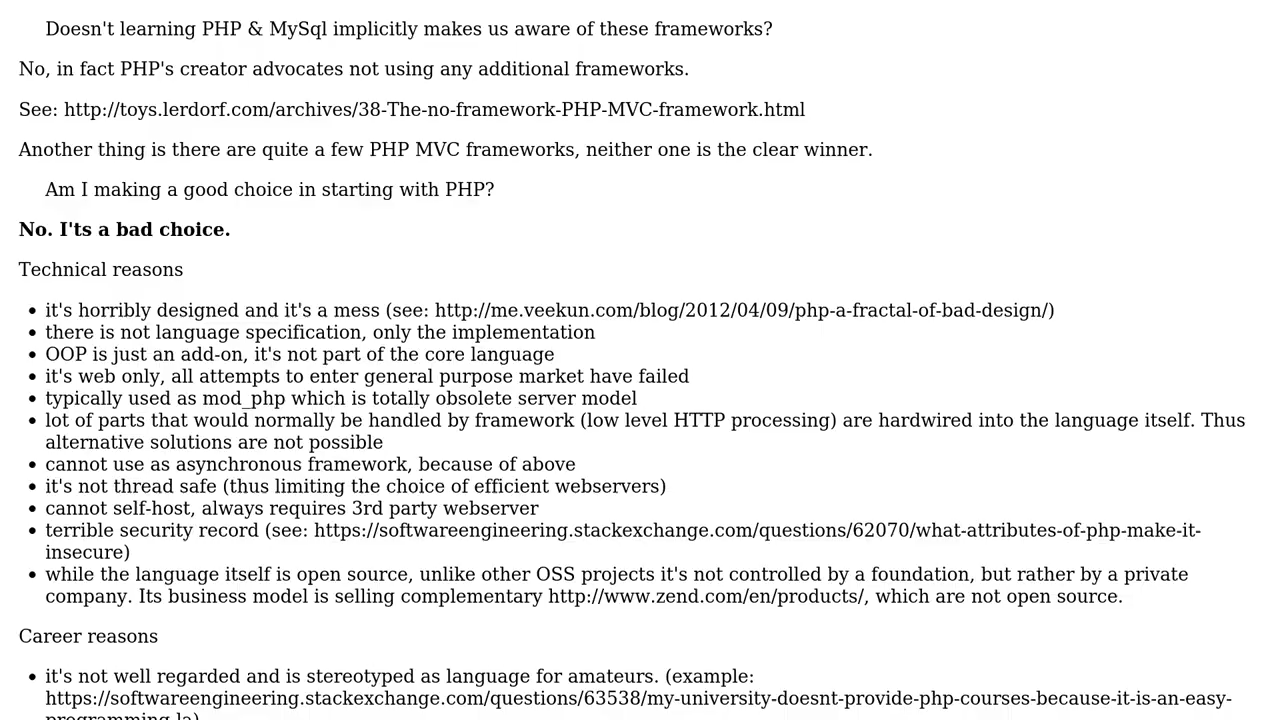 Doesn't learning PHP & MySql implicitly makes us aware of these frameworks?
No, in fact PHP's creator advocates not using any additional frameworks.
See: http://toys.lerdorf.com/archives/38-The-no-framework-PHP-MVC-framework.html
Another thing is there are quite a few PHP MVC frameworks, neither one is the clear winner.
Am I making a good choice in starting with PHP?
No. I'ts a bad choice.
Technical reasons
• it's horribly designed and it's a mess (see: http://me.veekun.com/blog/2012/04/09/php-a-fractal-of-bad-design/)
• there is not language specification, only the implementation
• OOP is just an add-on, it's not part of the core language
• it's web only, all attempts to enter general purpose market have failed
• typically used as mod_php which is totally obsolete server model
• lot of parts that would normally be handled by framework (low level HTTP processing) are hardwired into the language itself. Thus
alternative solutions are not possible
• cannot use as asynchronous framework, because of above
• it's not thread safe (thus limiting the choice of efficient webservers)
• cannot self-host, always requires 3rd party webserver
• terrible security record (see: https://softwareengineering.stackexchange.com/questions/62070/what-attributes-of-php-make-it-
insecure)
• while the language itself is open source, unlike other OSS projects it's not controlled by a foundation, but rather by a private
company. Its business model is selling complementary http://www.zend.com/en/products/, which are not open source.
Career reasons
• it's not well regarded and is stereotyped as language for amateurs. (example:
https://softwareengineering.stackexchange.com/questions/63538/my-university-doesnt-provide-php-courses-because-it-is-an-easy-
programming-la)